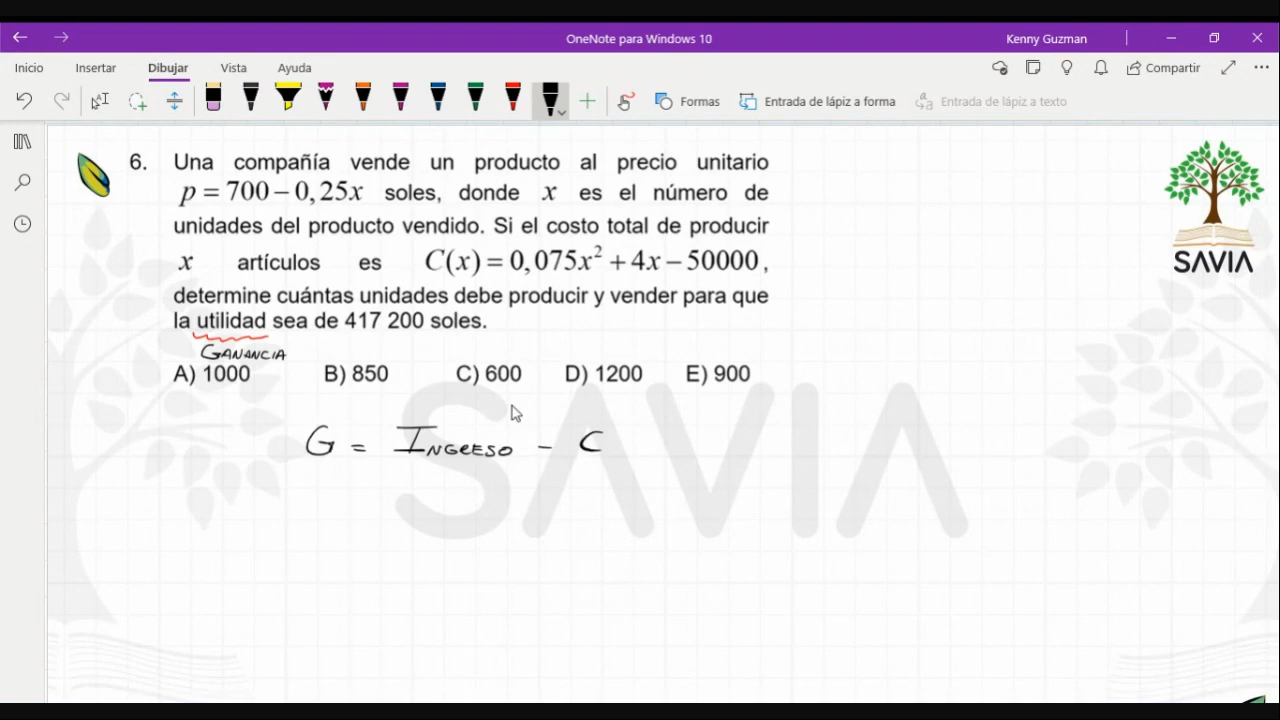 OneNote para Windows 10
Kenny Guzman
Inicio Insertar Dibujar Vista Ayuda
Compartir
Formas Entrada de lápiz a forma Entrada de lápiz a texto
6. Una compañía vende un producto al precio unitario
p = 700 − 0,25x soles, donde x es el número de
unidades del producto vendido. Si el costo total de producir
x artículos es C(x) = 0,075x² + 4x − 50000,
determine cuántas unidades debe producir y vender para que
la utilidad sea de 417 200 soles.
GANANCIA
A) 1000 B) 850 C) 600 D) 1200 E) 900
G = INGRESO − C
SAVIA
SAVIA